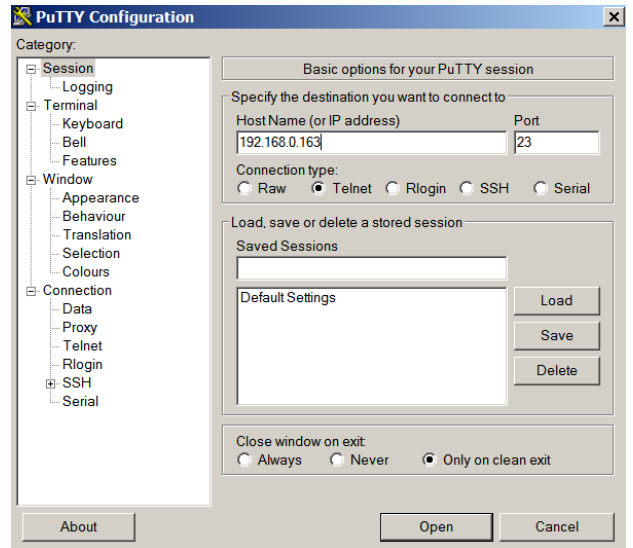 PuTTY Configuration
Category:
Session
Logging
Terminal
Keyboard
Bell
Features
Window
Appearance
Behaviour
Translation
Selection
Colours
Connection
Data
Proxy
Telnet
Rlogin
SSH
Serial
Basic options for your PuTTY session
Specify the destination you want to connect to
Host Name (or IP address) Port
192.168.0.163 23
Connection type:
Raw Telnet Rlogin SSH Serial
Load, save or delete a stored session
Saved Sessions
Default Settings
Load
Save
Delete
Close window on exit:
Always Never Only on clean exit
About Open Cancel